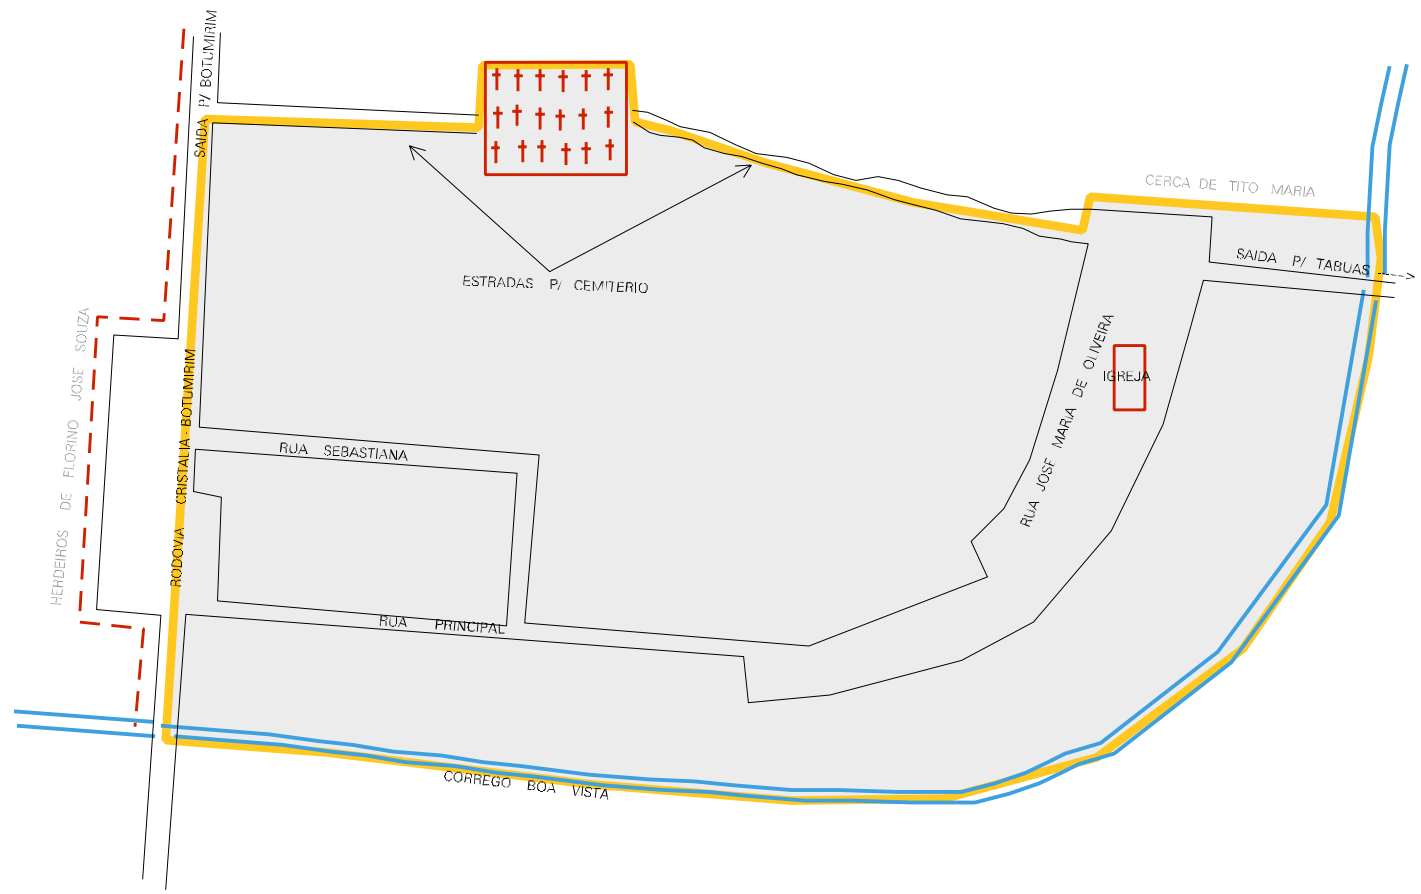 SAIDA P/ BOTUMIRIM
CERCA DE TITO MARIA
SAIDA P/ TABUAS
ESTRADAS P/ CEMITERIO
HERDEIROS DE FLORINO JOSE SOUZA
RODOVIA CRISTALIA - BOTUMIRIM
RUA JOSE MARIA DE OLIVEIRA
IGREJA
RUA SEBASTIANA
RUA PRINCIPAL
CORREGO BOA VISTA